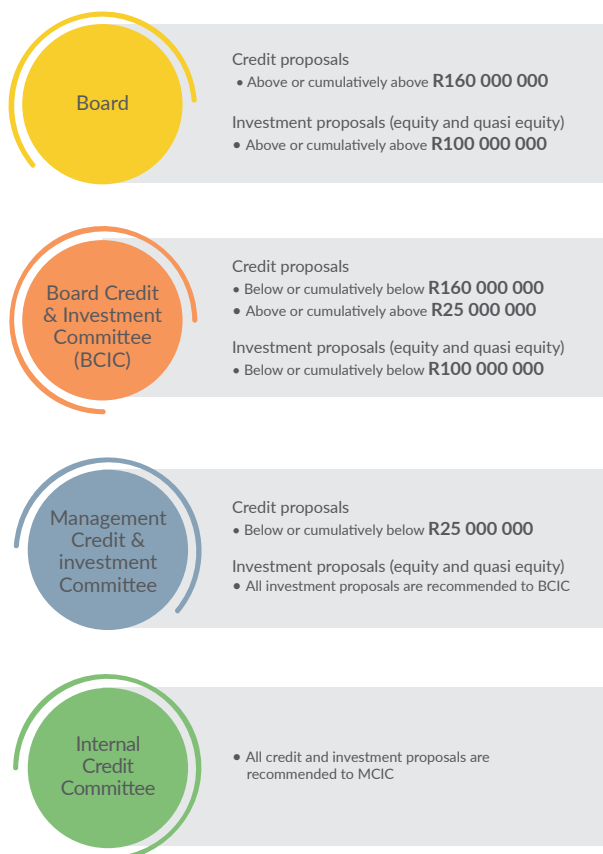 Board
Credit proposals
• Above or cumulatively above R160 000 000
Investment proposals (equity and quasi equity)
• Above or cumulatively above R100 000 000
Board Credit
& Investment
Committee
(BCIC)
Credit proposals
• Below or cumulatively below R160 000 000
• Above or cumulatively above R25 000 000
Investment proposals (equity and quasi equity)
• Below or cumulatively below R100 000 000
Management
Credit &
investment
Committee
Credit proposals
• Below or cumulatively below R25 000 000
Investment proposals (equity and quasi equity)
• All investment proposals are recommended to BCIC
Internal
Credit
Committee
• All credit and investment proposals are
recommended to MCIC